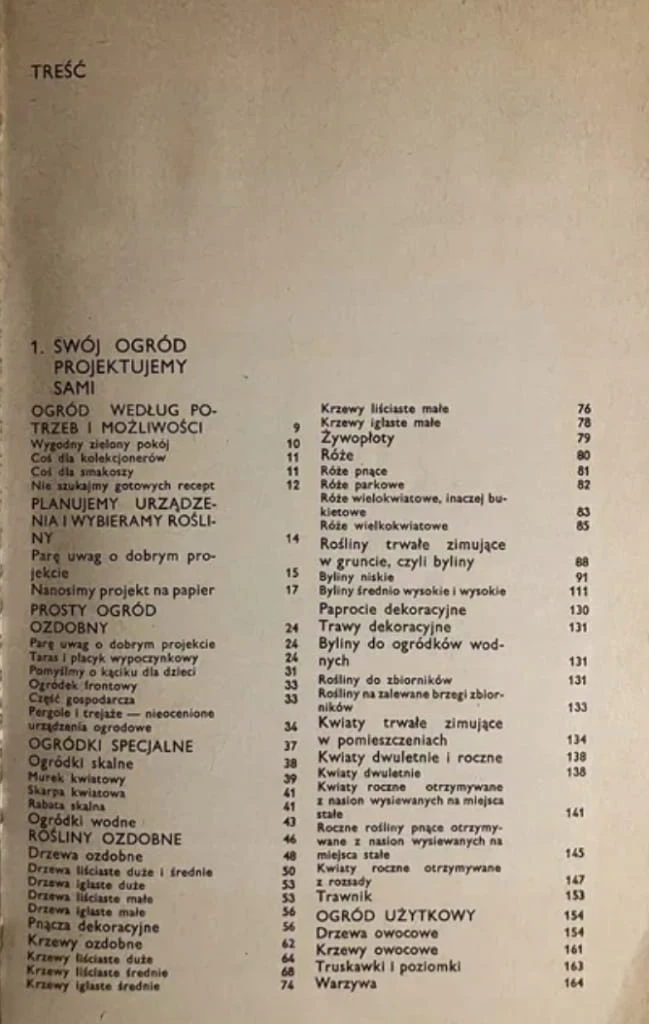 TREŚĆ
1. SWÓJ OGRÓD
PROJEKTUJEMY
SAMI
OGRÓD WEDŁUG PO-
TRZEB I MOŻLIWOŚCI 9
Wygodny zielony pokój 10
Coś dla kolekcjonerów 11
Coś dla smakoszy 11
Nie szukajmy gotowych recept 12
PLANUJEMY URZĄDZE-
NIA I WYBIERAMY ROŚLI-
NY 14
Parę uwag o dobrym pro-
jekcie 15
Nanosimy projekt na papier 17
PROSTY OGRÓD
OZDOBNY 24
Parę uwag o dobrym projekcie 24
Taras i placyk wypoczynkowy 24
Pomyślmy o kąciku dla dzieci 31
Ogródek frontowy 33
Część gospodarcza 33
Pergole i trejaże — nieocenione
urządzenia ogrodowe 34
OGRÓDKI SPECJALNE 37
Ogródki skalne 38
Murek kwiatowy 39
Skarpa kwiatowa 41
Rabata skalna 41
Ogródki wodne 43
ROŚLINY OZDOBNE 46
Drzewa ozdobne 48
Drzewa liściaste duże i średnie 50
Drzewa iglaste duże 53
Drzewa liściaste małe 53
Drzewa iglaste małe 56
Pnącza dekoracyjne 56
Krzewy ozdobne 62
Krzewy liściaste duże 64
Krzewy liściaste średnie 68
Krzewy iglaste średnie 74
Krzewy liściaste małe 76
Krzewy iglaste małe 78
Żywopłoty 79
Róże 80
Róże pnące 81
Róże parkowe 82
Róże wielokwiatowe, inaczej bu-
kietowe 83
Róże wielkokwiatowe 85
Rośliny trwałe zimujące
w gruncie, czyli byliny 88
Byliny niskie 91
Byliny średnio wysokie i wysokie 111
Paprocie dekoracyjne 130
Trawy dekoracyjne 131
Byliny do ogródków wod-
nych 131
Rośliny do zbiorników 131
Rośliny na zalewane brzegi zbior-
ników 133
Kwiaty trwałe zimujące
w pomieszczeniach 134
Kwiaty dwuletnie i roczne 138
Kwiaty dwuletnie 138
Kwiaty roczne otrzymywane
z nasion wysiewanych na miejsca
stałe 141
Roczne rośliny pnące otrzymy-
wane z nasion wysiewanych na
miejsca stałe 145
Kwiaty roczne otrzymywane
z rozsady 147
Trawnik 153
OGRÓD UŻYTKOWY 154
Drzewa owocowe 154
Krzewy owocowe 161
Truskawki i poziomki 163
Warzywa 164